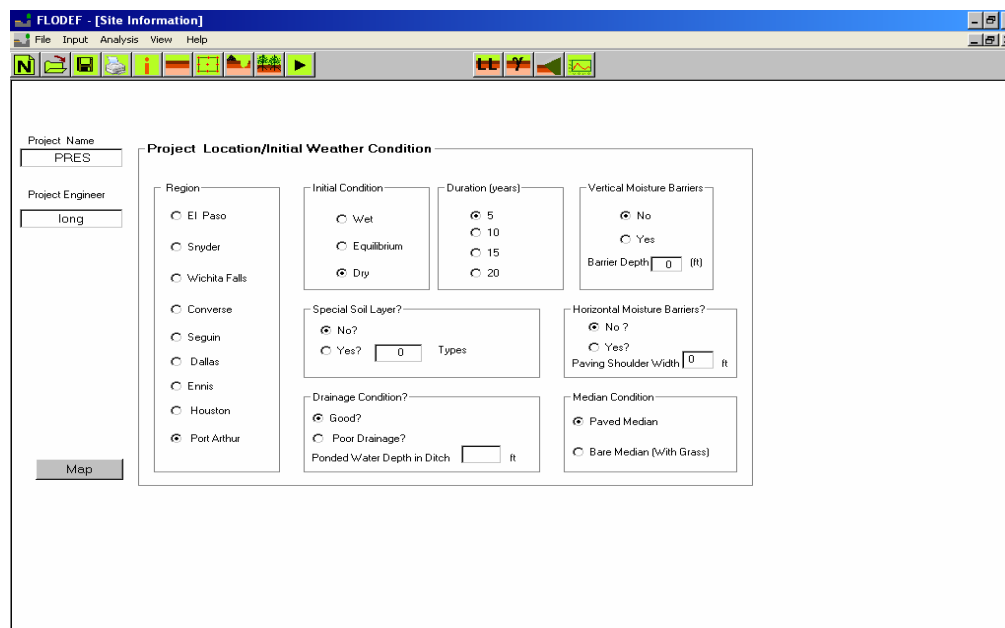 FLODEF - [Site Information]
File Input Analysis View Help
N
i
LL γ
Project Name
PRES
Project Engineer
long
Map
Project Location/Initial Weather Condition
Region
El Paso
Snyder
Wichita Falls
Converse
Seguin
Dallas
Ennis
Houston
Port Arthur
Initial Condition
Wet
Equilibrium
Dry
Duration (years)
5
10
15
20
Vertical Moisture Barriers
No
Yes
Barrier Depth 0 (ft)
Special Soil Layer?
No?
Yes? 0 Types
Horizontal Moisture Barriers?
No ?
Yes?
Paving Shoulder Width 0 ft
Drainage Condition?
Good?
Poor Drainage?
Ponded Water Depth in Ditch ft
Median Condition
Paved Median
Bare Median (With Grass)